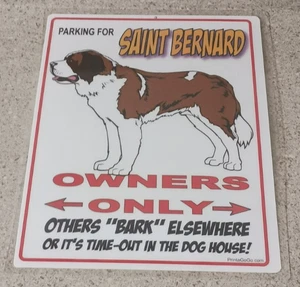 PARKING FOR
SAINT BERNARD
OWNERS
ONLY
OTHERS "BARK" ELSEWHERE
OR IT'S TIME-OUT IN THE DOG HOUSE!